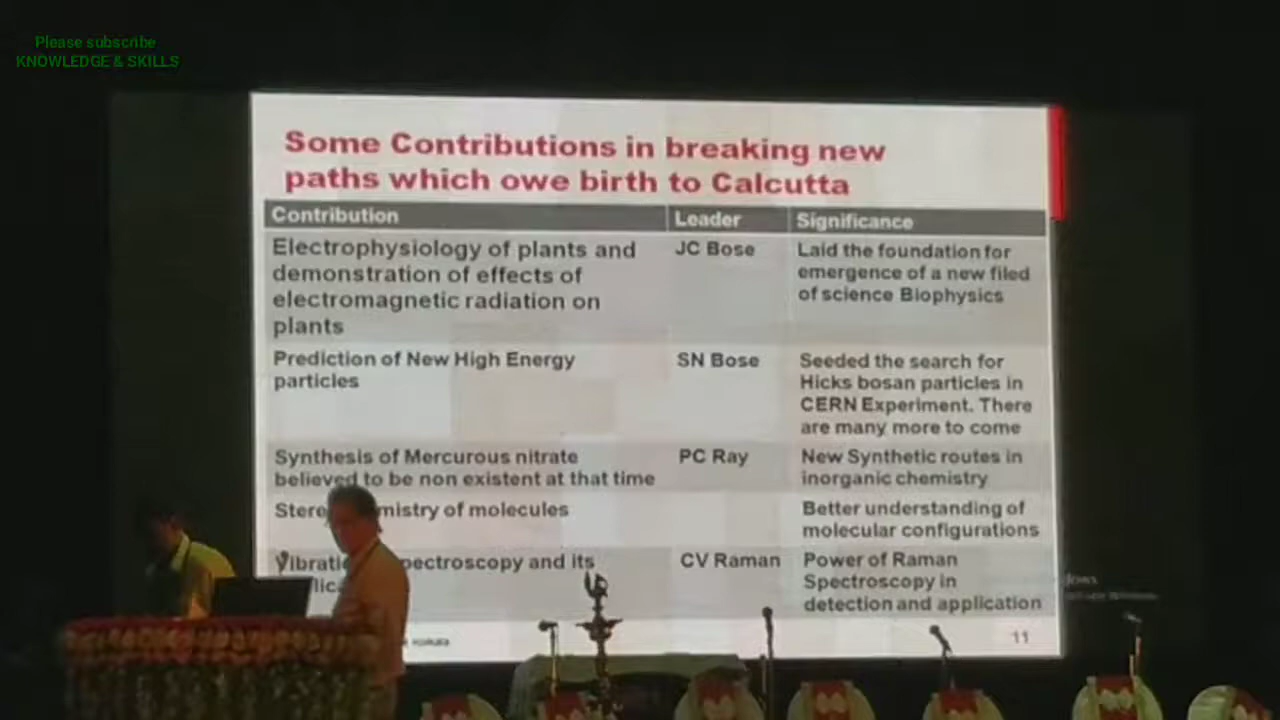 Please subscribe
KNOWLEDGE & SKILLS
Some Contributions in breaking new
paths which owe birth to Calcutta
Contribution
Leader
Significance
Electrophysiology of plants and
demonstration of effects of
electromagnetic radiation on
plants
JC Bose
Laid the foundation for
emergence of a new filed
of science Biophysics
Prediction of New High Energy
particles
SN Bose
Seeded the search for
Hicks bosan particles in
CERN Experiment. There
are many more to come
Synthesis of Mercurous nitrate
believed to be non existent at that time
PC Ray
New Synthetic routes in
inorganic chemistry
of molecules
Better understanding of
molecular configurations
and its
CV Raman
Power of Raman
Spectroscopy in
detection and application
11